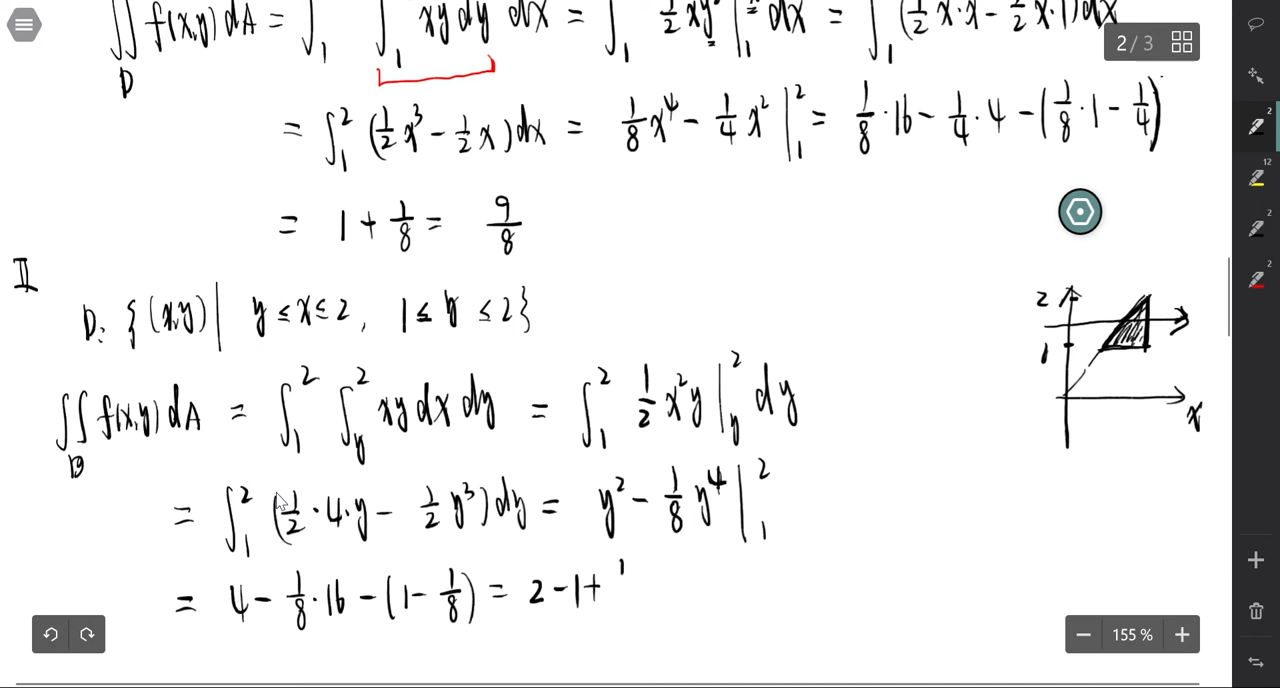 ∬_D f(x,y) dA = ∫_1 ∫_1 xy dy dx = ∫_1 ½xy² |_1 dx = ∫_1 (½x·x - ½x·1) dx
2 / 3
= ∫_1^2 (½x³ - ½x) dx = ⅛x⁴ - ¼x² |_1^2 = ⅛·16 - ¼·4 - (⅛·1 - ¼)
= 1 + ⅛ = 9/8
II
D: {(x,y) | y ≤ x ≤ 2, 1 ≤ y ≤ 2}
2
1
x
∬_D f(x,y) dA = ∫_1^2 ∫_y^2 xy dx dy = ∫_1^2 ½x²y |_y^2 dy
= ∫_1^2 (½·4·y - ½y³) dy = y² - ⅛y⁴ |_1^2
= 4 - ⅛·16 - (1 - ⅛) = 2 - 1 + 1
155 %
2
12
2
2